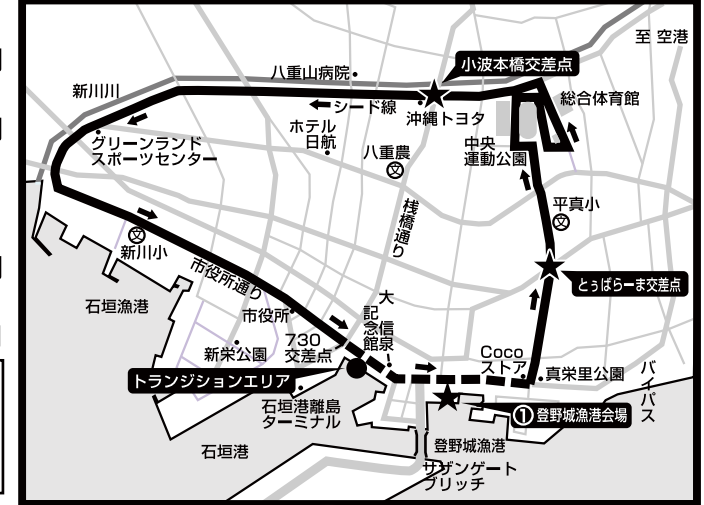 至 空港
小波本橋交差点
八重山病院
新川川
総合体育館
シード線
沖縄トヨタ
ホテル
日航
グリーンランド
スポーツセンター
八重農
文
中央
運動公園
桟橋通り
平真小
文
文
新川小
市役所通り
とぅばらーま交差点
石垣漁港
市役所
大
信
泉
記
念
館
730
交差点
新栄公園
Coco
ストア
真栄里公園
バイパス
トランジションエリア
① 登野城漁港会場
石垣港離島
ターミナル
石垣港
登野城漁港
サザンゲート
ブリッヂ